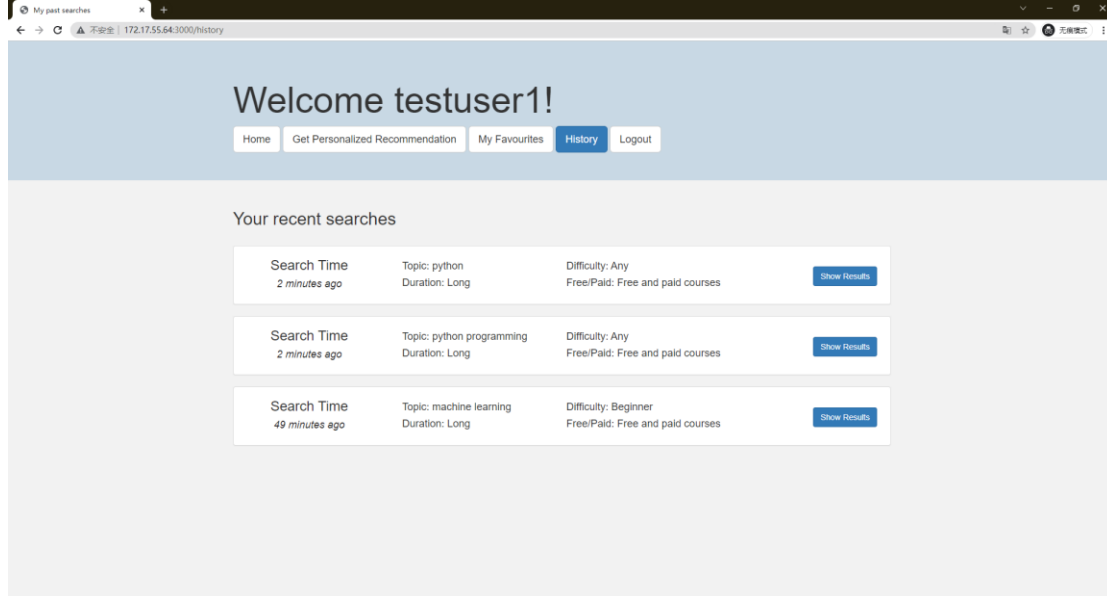 My past searches
不安全 | 172.17.55.64:3000/history
无痕模式
Welcome testuser1!
Home Get Personalized Recommendation My Favourites History Logout
Your recent searches
Search Time Topic: python Difficulty: Any
2 minutes ago Duration: Long Free/Paid: Free and paid courses Show Results
Search Time Topic: python programming Difficulty: Any
2 minutes ago Duration: Long Free/Paid: Free and paid courses Show Results
Search Time Topic: machine learning Difficulty: Beginner
49 minutes ago Duration: Long Free/Paid: Free and paid courses Show Results